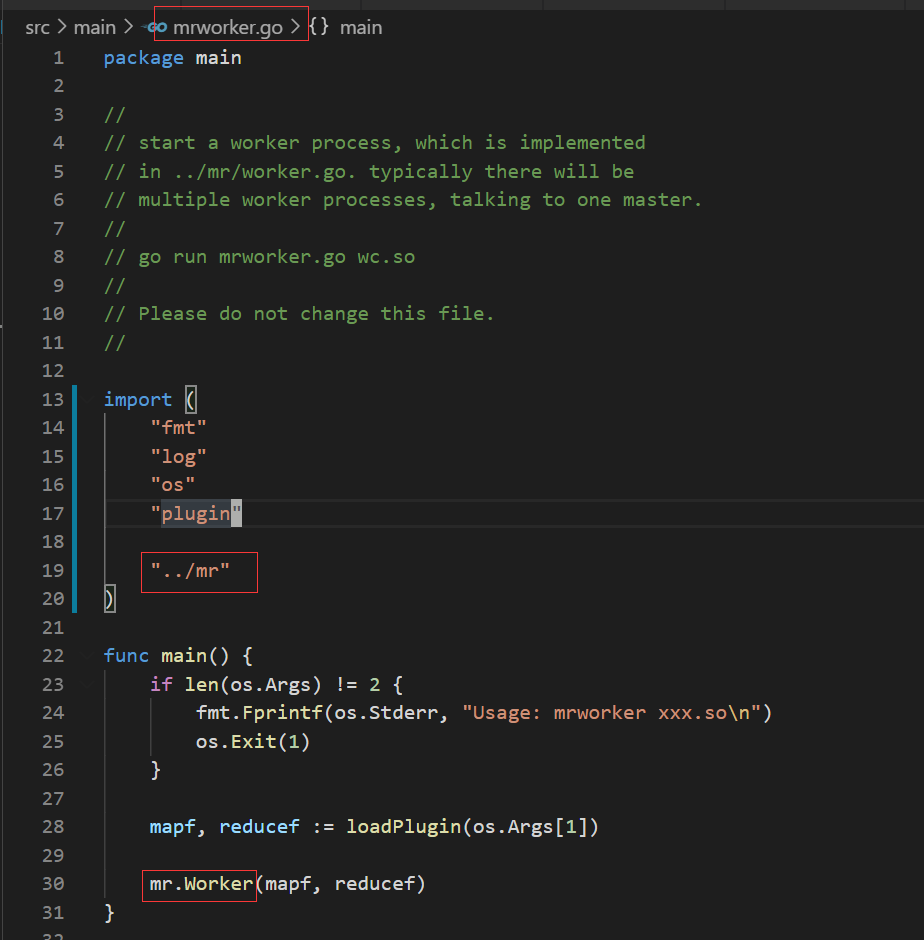 src > main > mrworker.go > {} main
1 package main
2
3 //
4 // start a worker process, which is implemented
5 // in ../mr/worker.go. typically there will be
6 // multiple worker processes, talking to one master.
7 //
8 // go run mrworker.go wc.so
9 //
10 // Please do not change this file.
11 //
12
13 import (
14 "fmt"
15 "log"
16 "os"
17 "plugin"
18
19 "../mr"
20 )
21
22 func main() {
23 if len(os.Args) != 2 {
24 fmt.Fprintf(os.Stderr, "Usage: mrworker xxx.so\n")
25 os.Exit(1)
26 }
27
28 mapf, reducef := loadPlugin(os.Args[1])
29
30 mr.Worker(mapf, reducef)
31 }
32